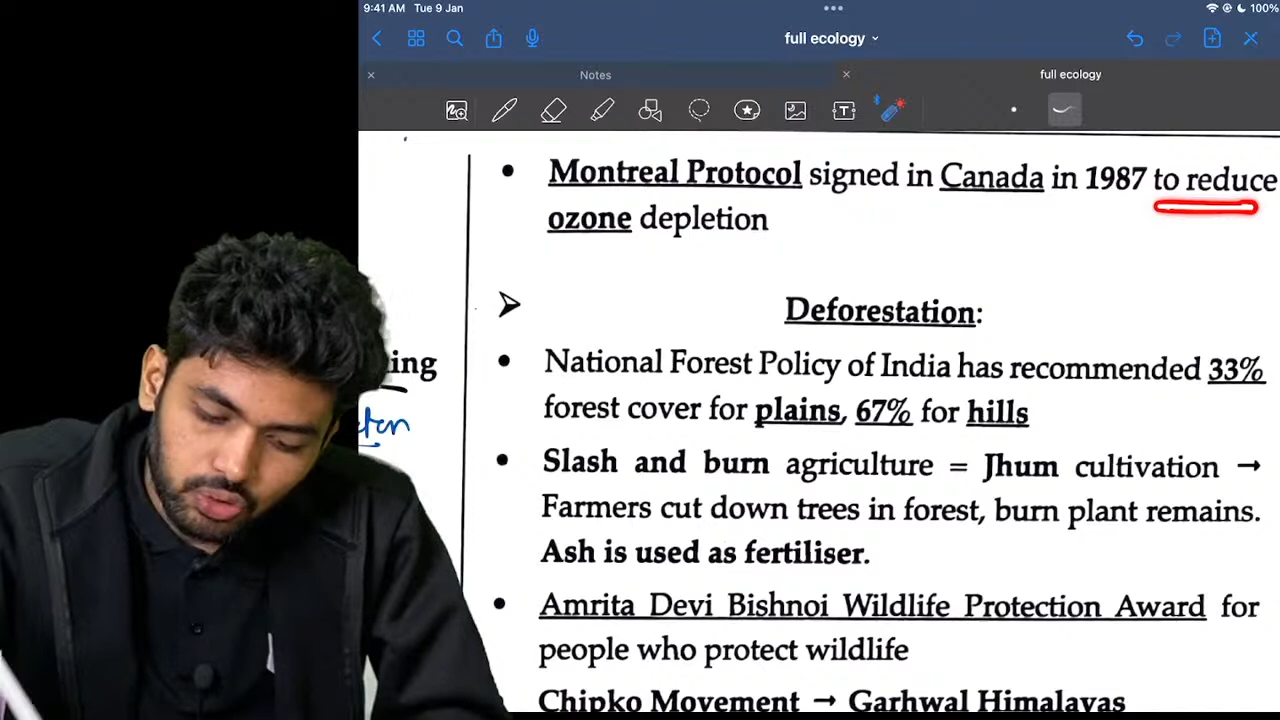 9:41 AM Tue 9 Jan
100%
full ecology
Notes
full ecology
T
• Montreal Protocol signed in Canada in 1987 to reduce
ozone depletion
➢ Deforestation:
• National Forest Policy of India has recommended 33%
forest cover for plains, 67% for hills
• Slash and burn agriculture = Jhum cultivation →
Farmers cut down trees in forest, burn plant remains.
Ash is used as fertiliser.
• Amrita Devi Bishnoi Wildlife Protection Award for
people who protect wildlife
Chipko Movement → Garhwal Himalayas